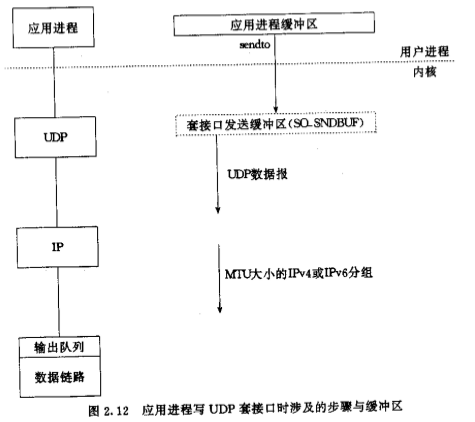 应用进程
应用进程缓冲区
sendto
用户进程
内核
套接口发送缓冲区(SO_SNDBUF)
UDP
UDP数据报
IP
MTU大小的IPv4或IPv6分组
输出队列
数据链路
图 2.12 应用进程写 UDP 套接口时涉及的步骤与缓冲区